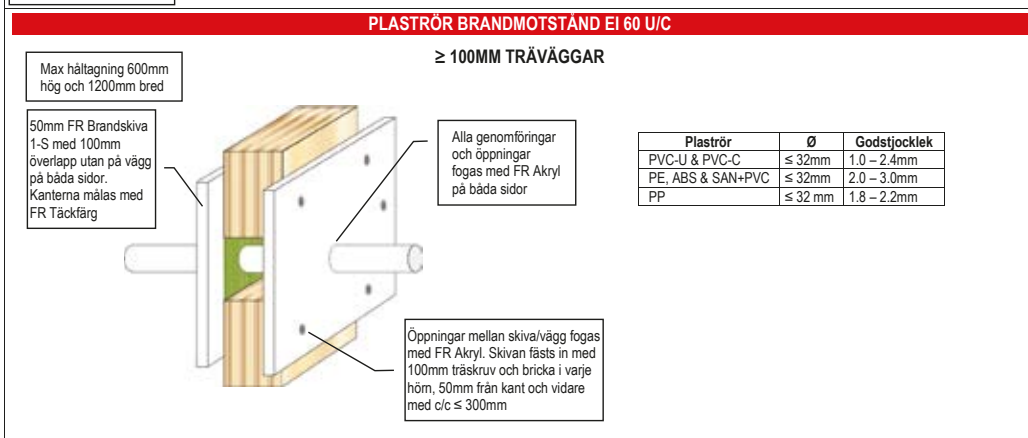 PLASTRÖR BRANDMOTSTÅND EI 60 U/C
≥ 100MM TRÄVÄGGAR
Max håltagning 600mm
hög och 1200mm bred
50mm FR Brandskiva
1-S med 100mm
överlapp utan på vägg
på båda sidor.
Kanterna målas med
FR Täckfärg
Alla genomföringar
och öppningar
fogas med FR Akryl
på båda sidor
Plaströr Ø Godstjocklek
PVC-U & PVC-C ≤ 32mm 1.0 – 2.4mm
PE, ABS & SAN+PVC ≤ 32mm 2.0 – 3.0mm
PP ≤ 32 mm 1.8 – 2.2mm
Öppningar mellan skiva/vägg fogas
med FR Akryl. Skivan fästs in med
100mm träskruv och bricka i varje
hörn, 50mm från kant och vidare
med c/c ≤ 300mm